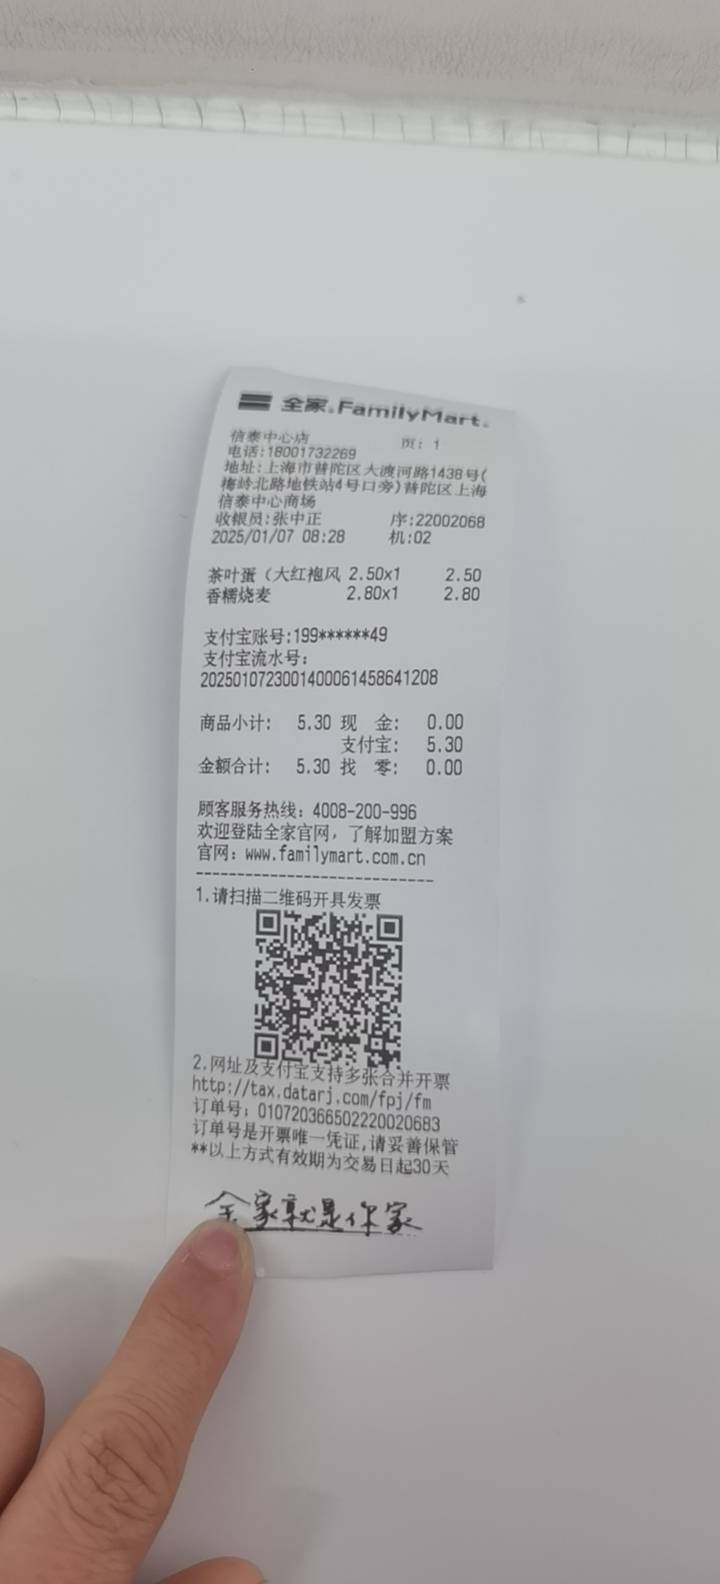 全家FamilyMart
信泰中心店 页: 1
电话:18001732269
地址:上海市普陀区大渡河路1438号(
梅岭北路地铁站4号口旁)普陀区上海
信泰中心商场
收银员:张中正 序:22002068
2025/01/07 08:28 机:02
茶叶蛋（大红袍风 2.50x1 2.50
香糯烧麦 2.80x1 2.80
支付宝账号:199******49
支付宝流水号:
2025010723001400061458641208
商品小计: 5.30 现 金: 0.00
支付宝: 5.30
金额合计: 5.30 找 零: 0.00
顾客服务热线: 4008-200-996
欢迎登陆全家官网，了解加盟方案
官网: www.familymart.com.cn
------------------------------
1.请扫描二维码开具发票
2.网址及支付宝支持多张合并开票
http://tax.datarj.com/fpj/fm
订单号: 010720366502220020683
订单号是开票唯一凭证,请妥善保管
**以上方式有效期为交易日起30天
全家就是你家